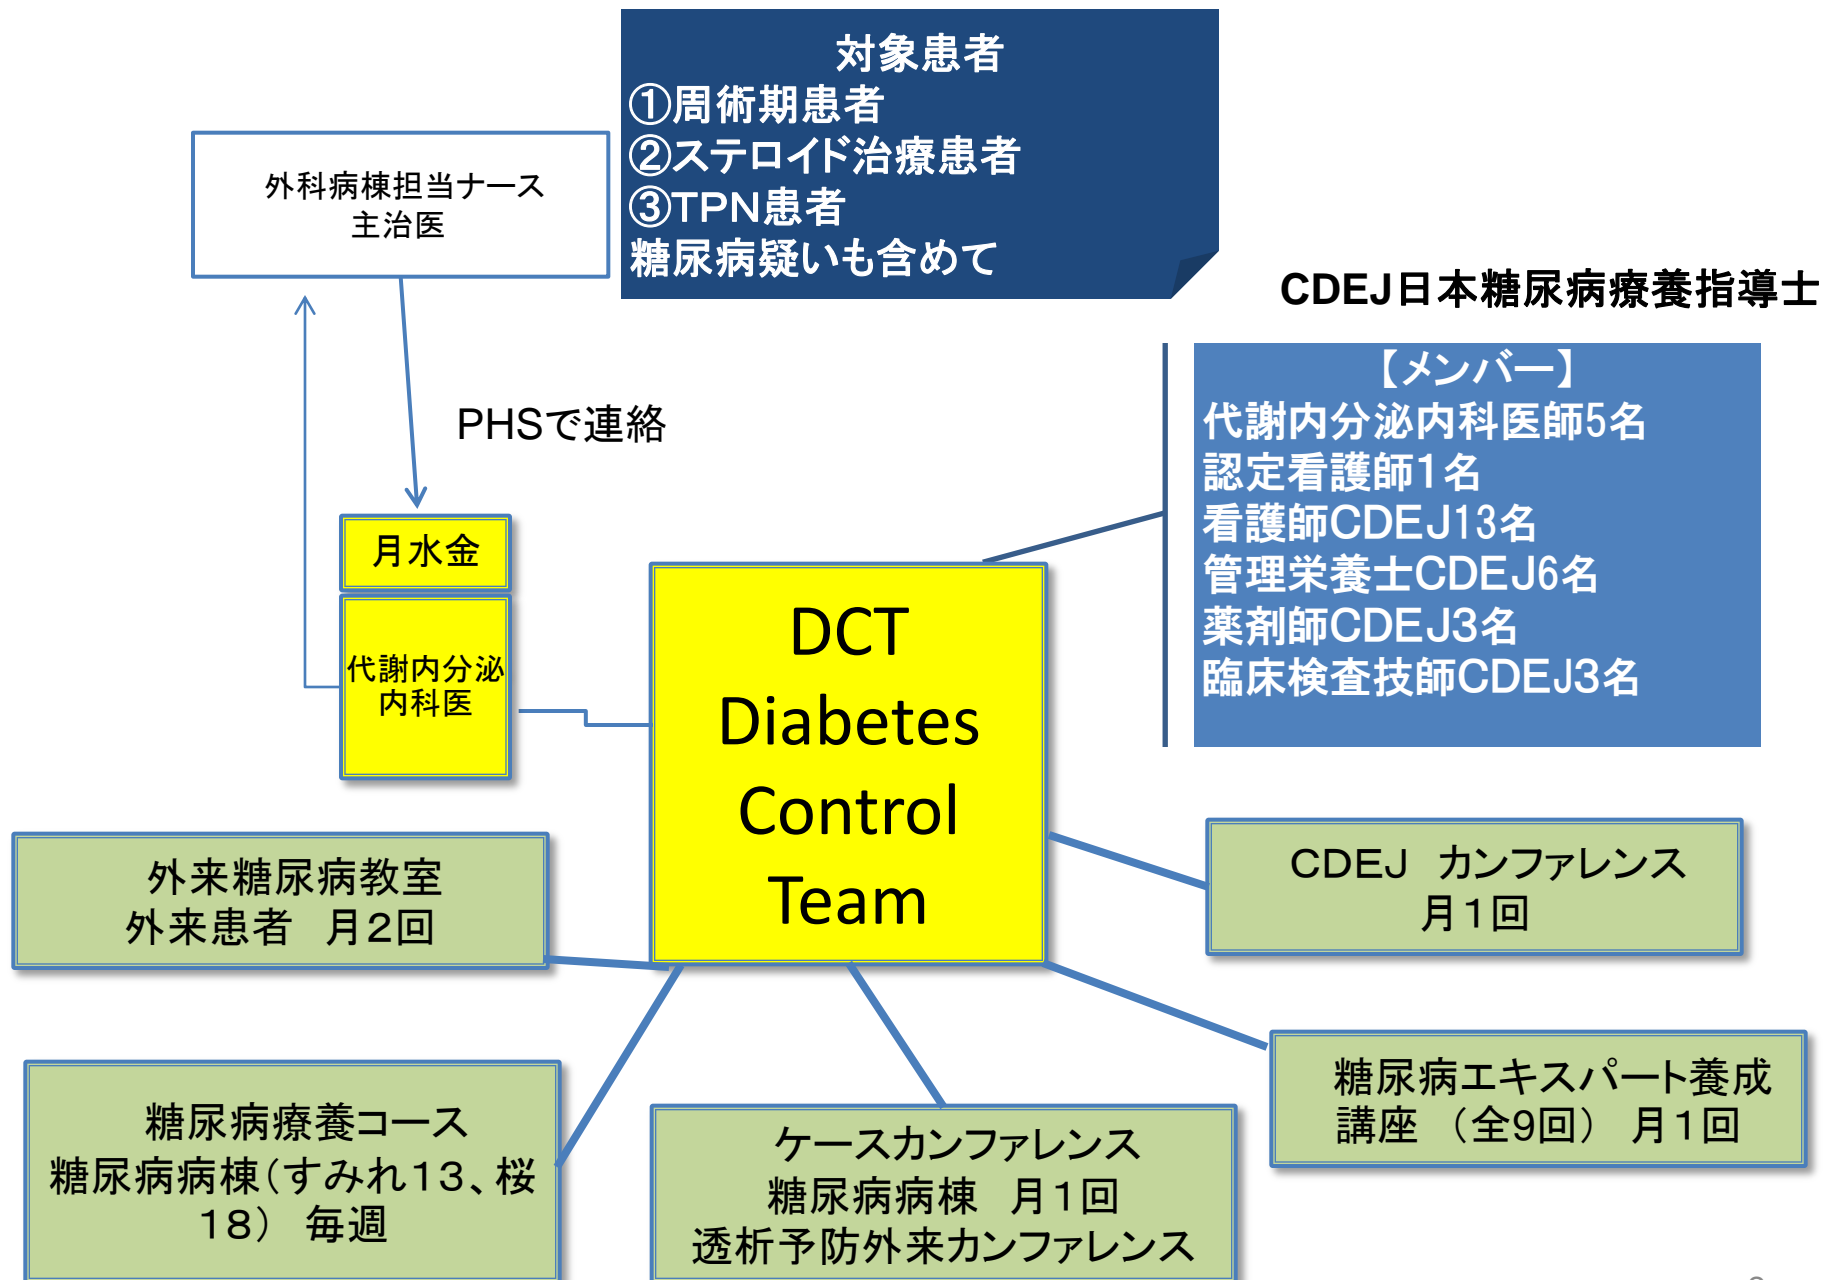 対象患者
①周術期患者
②ステロイド治療患者
③TPN患者
糖尿病疑いも含めて
外科病棟担当ナース
主治医
CDEJ日本糖尿病療養指導士
【メンバー】
代謝内分泌内科医師5名
認定看護師1名
看護師CDEJ13名
管理栄養士CDEJ6名
薬剤師CDEJ3名
臨床検査技師CDEJ3名
PHSで連絡
月水金
代謝内分泌
内科医
DCT
Diabetes
Control
Team
外来糖尿病教室
外来患者　月2回
CDEJ　カンファレンス
月1回
糖尿病療養コース
糖尿病病棟(すみれ13、桜
18)　毎週
ケースカンファレンス
糖尿病病棟　月1回
透析予防外来カンファレンス
糖尿病エキスパート養成
講座　(全9回)　月1回